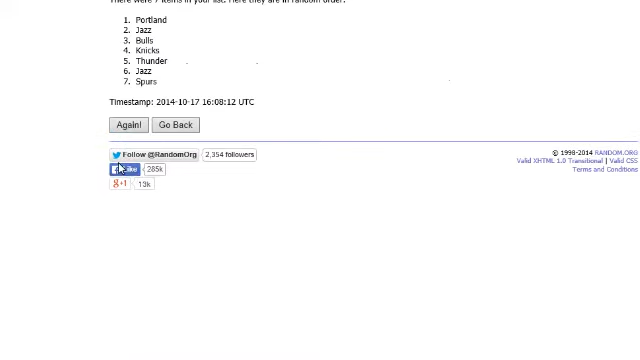 There were 7 items in your list. Here they are in random order:
1. Portland
2. Jazz
3. Bulls
4. Knicks
5. Thunder
6. Jazz
7. Spurs
Timestamp: 2014-10-17 16:08:12 UTC
Again! Go Back
Follow @RandomOrg 2,354 followers
© 1998-2014 RANDOM.ORG
Valid XHTML 1.0 Transitional | Valid CSS
Like 285k
Terms and Conditions
g+1 13k